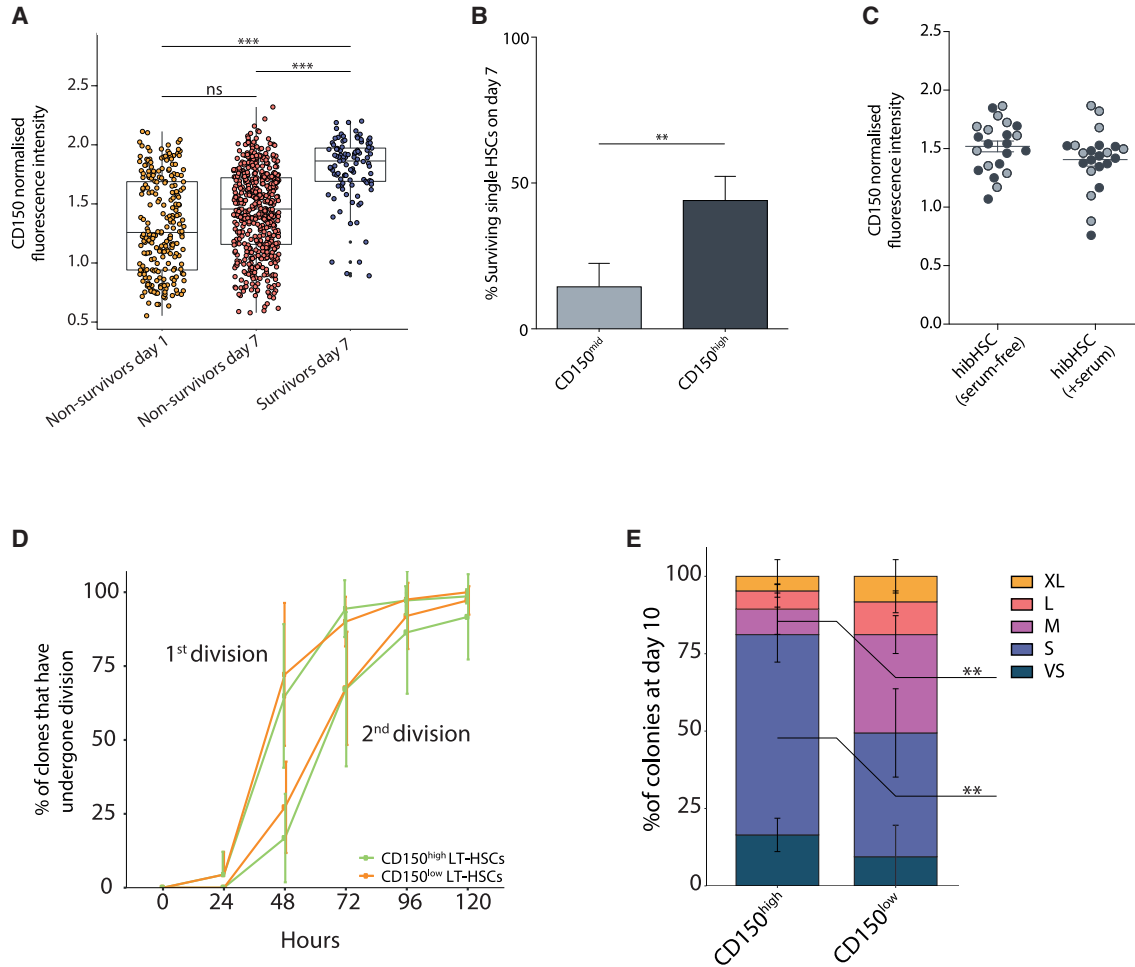 A
CD150 normalised
fluorescence intensity
2.5
2.0
1.5
1.0
0.5
***
***
ns
Non-survivors day 1
Non-survivors day 7
Survivors day 7
B
% Surviving single HSCs on day 7
100
50
0
**
CD150mid
CD150high
C
CD150 normalised
fluorescence intensity
2.5
2.0
1.5
1.0
0.5
0.0
hibHSC
(serum-free)
hibHSC
(+serum)
D
% of clones that have
undergone division
100
75
50
25
0
1st division
2nd division
CD150high LT-HSCs
CD150low LT-HSCs
0 24 48 72 96 120
Hours
E
%of colonies at day 10
100
75
50
25
0
**
**
XL
L
M
S
VS
CD150high
CD150low